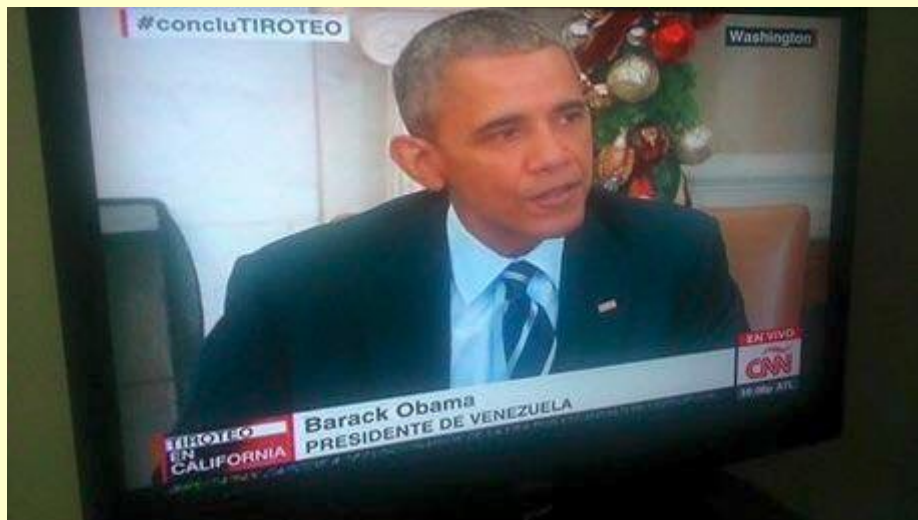 #concluTIROTEO
Washington
EN VIVO
CNN
Barack Obama
PRESIDENTE DE VENEZUELA
TIROTEO
EN
CALIFORNIA